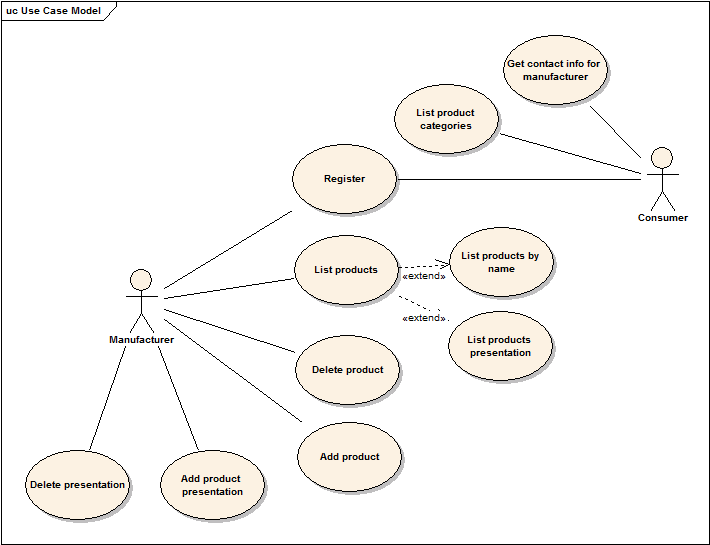 uc Use Case Model
Get contact info for
manufacturer
List product
categories
Register
Consumer
List products
«extend»
List products by
name
«extend»
List products
presentation
Manufacturer
Delete product
Add product
Delete presentation
Add product
presentation